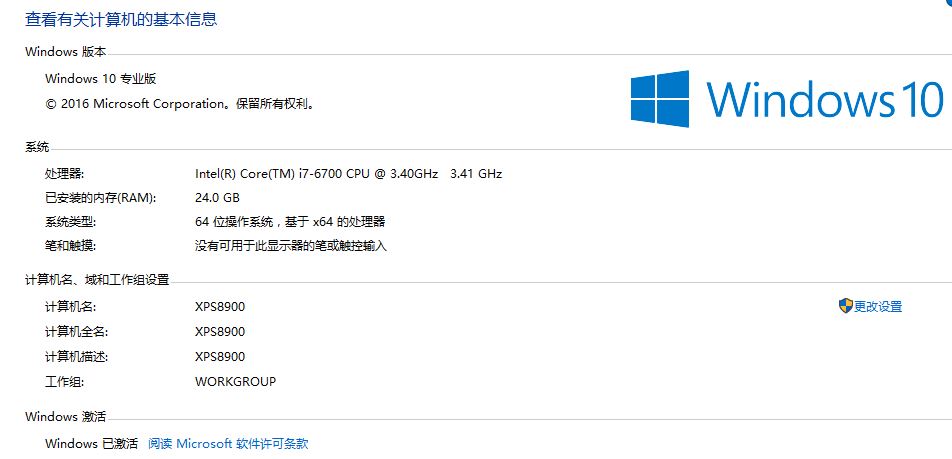 查看有关计算机的基本信息
Windows 版本
Windows 10 专业版
© 2016 Microsoft Corporation。保留所有权利。
Windows 10
系统
处理器: Intel(R) Core(TM) i7-6700 CPU @ 3.40GHz 3.41 GHz
已安装的内存(RAM): 24.0 GB
系统类型: 64 位操作系统，基于 x64 的处理器
笔和触摸: 没有可用于此显示器的笔或触控输入
计算机名、域和工作组设置
计算机名: XPS8900 更改设置
计算机全名: XPS8900
计算机描述: XPS8900
工作组: WORKGROUP
Windows 激活
Windows 已激活 阅读 Microsoft 软件许可条款